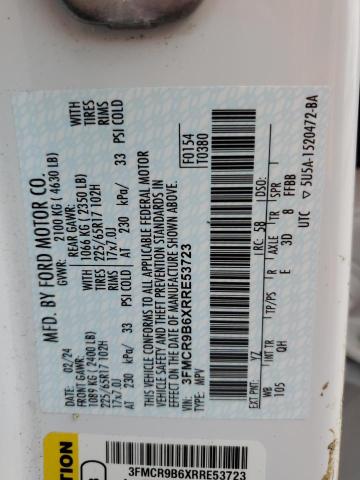 MFD. BY FORD MOTOR CO.
02/24 GVWR: 2100 KG ( 4630 LB)
FRONT GAWR: REAR GAWR:
1089 KG ( 2400 LB) 1066 KG ( 2350 LB) WITH
225/65R17 102H 225/65R17 102H TIRES
17x7.0J 17x7.0J RIMS
AT 230 kPa/ 33 PSI COLD AT 230 kPa/ 33 PSI COLD
WITH
TIRES
RIMS
THIS VEHICLE CONFORMS TO ALL APPLICABLE FEDERAL MOTOR
VEHICLE SAFETY AND THEFT PREVENTION STANDARDS IN
EFFECT ON THE DATE OF MANUFACTURE SHOWN ABOVE.
VIN: 3FMCR9B6XRRE53723 F0154
TYPE: MPV T0380
EXT PNT: YZ RC: 58 DSO:
WB INT TR TP/PS R AXLE TR
105 QH E 3D 8 FFBB
UTC 5U5A-1520472-BA
3FMCR9B6XRRE53723